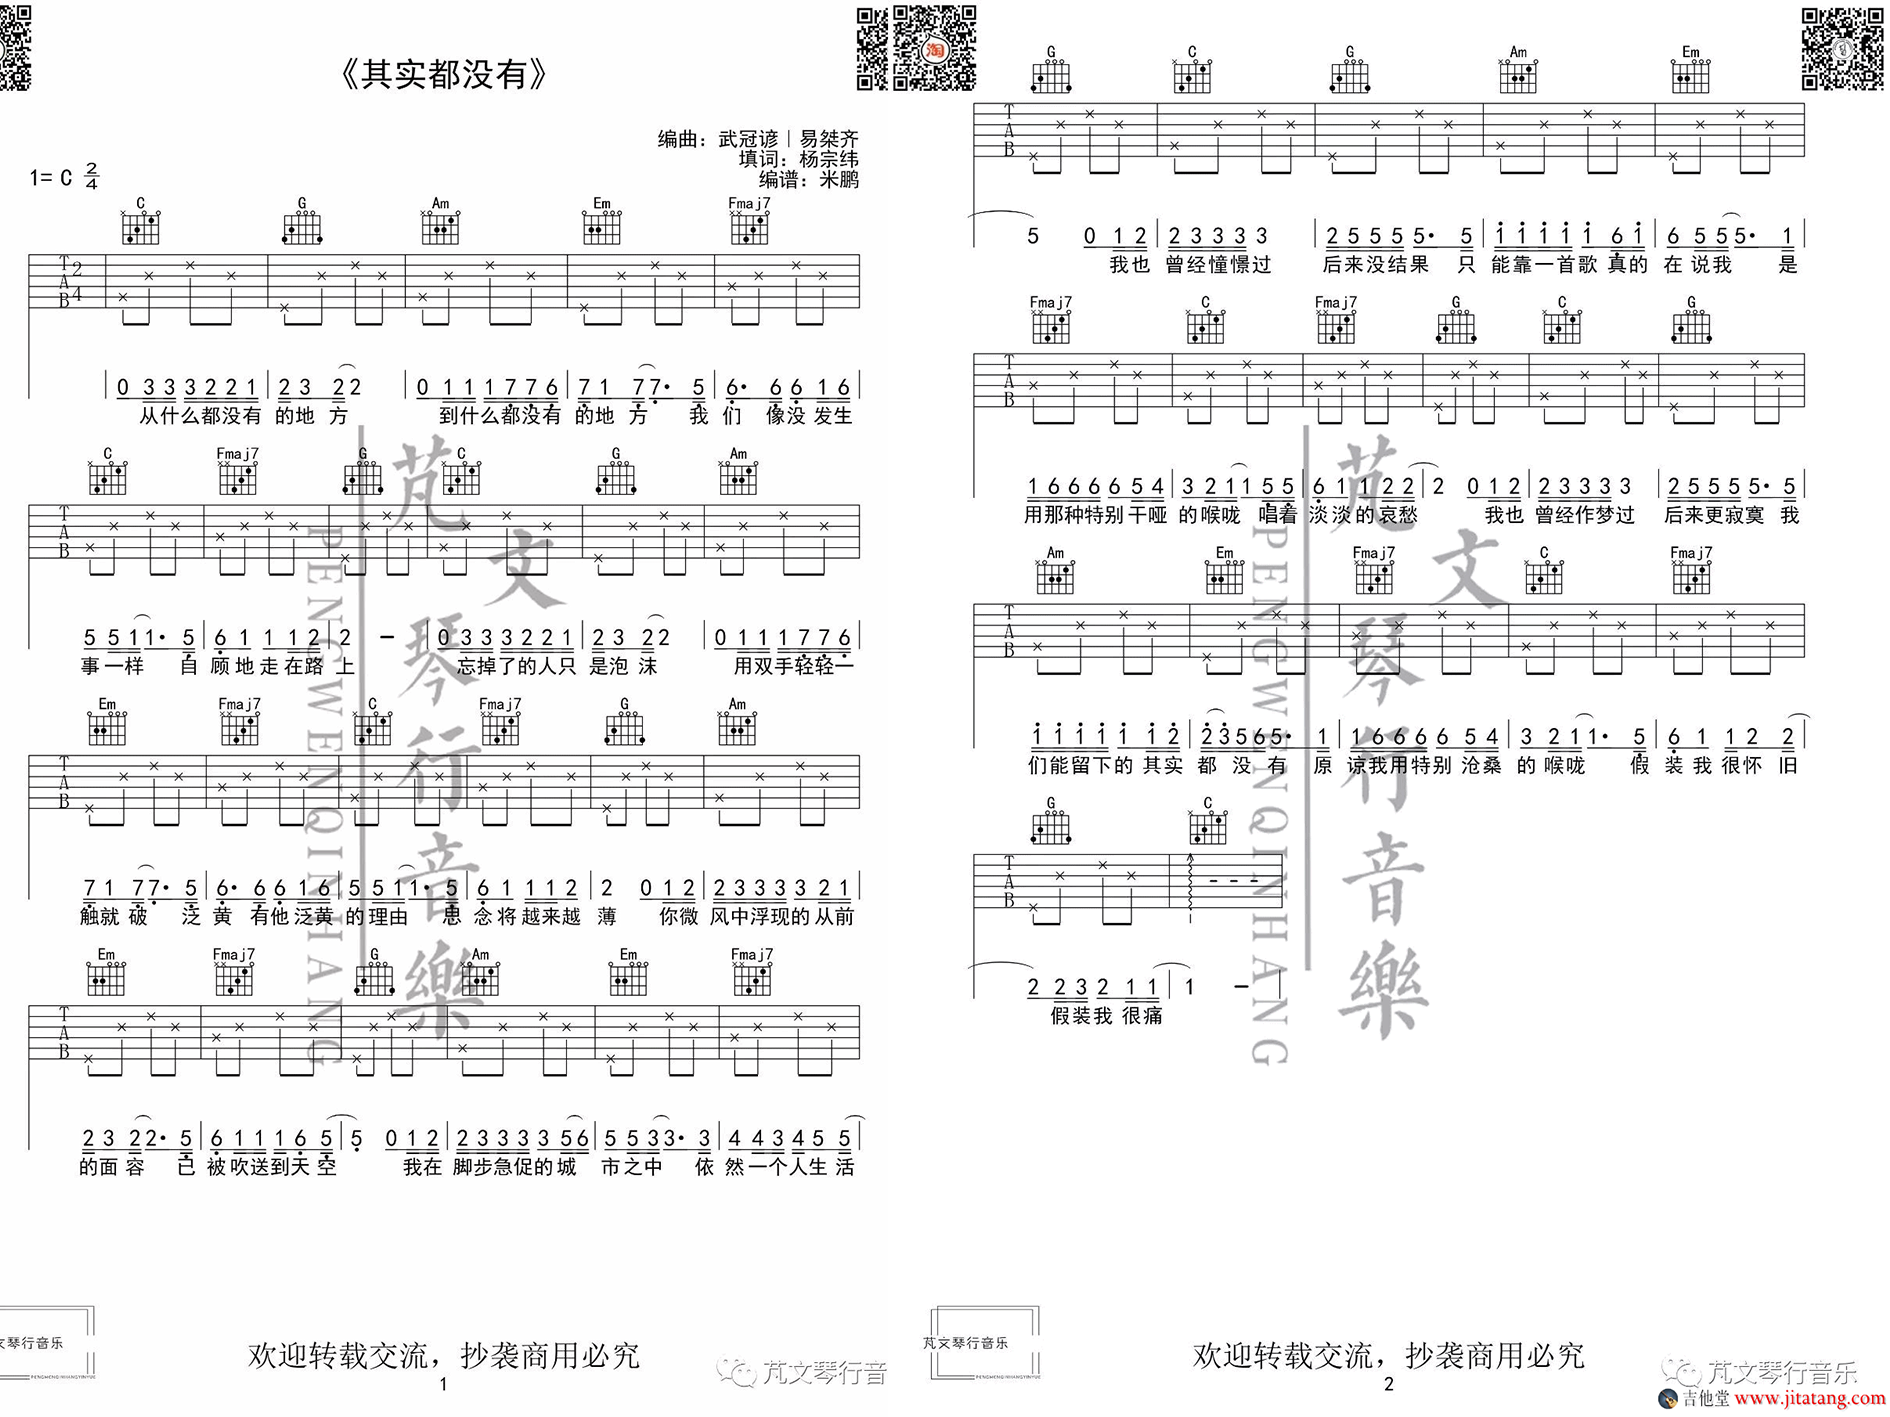 《其实都没有》
编曲：武冠谚｜易桀齐
填词：杨宗纬
编谱：米鹏
1= C 2/4
C G Am Em Fmaj7
T A B 2 4
0 3 3 3 2 2 1 | 2 3 2 2 | 0 1 1 1 7 7 6 | 7 1 7 7· 5 | 6· 6 6 1 6
从什么都没有 的地 方 到什么都没有 的地 方 我 们 像没 发生
C Fmaj7 G C G Am
T A B
5 5 1 1· 5 | 6 1 1 1 2 | 2 － | 0 3 3 3 2 2 1 | 2 3 2 2 | 0 1 1 1 7 7 6
事一样 自 顾地走在路 上 忘掉了的人只 是泡 沫 用双手轻轻一
Em Fmaj7 C Fmaj7 G Am
T A B
7 1 7 7· 5 | 6· 6 6 1 6 | 5 5 1 1· 5 | 6 1 1 1 2 | 2 0 1 2 | 2 3 3 3 3 2 1
触就 破 泛 黄 有他泛黄 的理由 思 念将越来越 薄 你微 风中浮现的从前
Em Fmaj7 G Am Em Fmaj7
T A B
2 3 2 2· 5 | 6 1 1 1 6 5 | 5 0 1 2 | 2 3 3 3 3 5 6 | 5 5 3 3· 3 | 4 4 3 4 5 5
的面 容 已 被吹送到天空 我在 脚步急促的城 市之中 依 然一个人生 活
芃文琴行音樂
PENGWENQINHANG
文琴行音乐
PENGMENGINHANGYINYUE
欢迎转载交流，抄袭商用必究
1
芃文琴行音
G C G Am Em
T A B
5 0 1 2 | 2 3 3 3 3 3 | 2 5 5 5 5· 5 | 1 1 1 1 1 6 1 | 6 5 5 5· 1
我也 曾经憧憬过 后来没结果 只 能靠一首歌 真的 在 说我 是
Fmaj7 C Fmaj7 G C G
T A B
1 6 6 6 6 6 5 4 | 3 2 1 1 5 5 | 6 1 1 2 2 | 2 0 1 2 | 2 3 3 3 3 3 | 2 5 5 5 5 5· 5
用那种特别 干哑 的 喉咙 唱着 淡淡的哀愁 我也 曾经作梦过 后来更寂寞 我
Am Em Fmaj7 C Fmaj7
T A B
1 1 1 1 1 1 2 | 2 3 5 6 5· 1 | 1 6 6 6 6 5 4 | 3 2 1 1· 5 | 6 1 1 2 2
们能留下的 其实 都 没 有 原 谅我用特别 沧桑 的 喉咙 假 装我 很怀 旧
G C
T A B
2 2 3 2 1 1 | 1 －
假装我 很痛
芃文琴行音樂
PENGWENQINHANG
芃文琴行音乐
PENGMENGINHANGYINYUE
欢迎转载交流，抄袭商用必究
2
芃文琴行音乐
吉他堂 www.jitatang.com